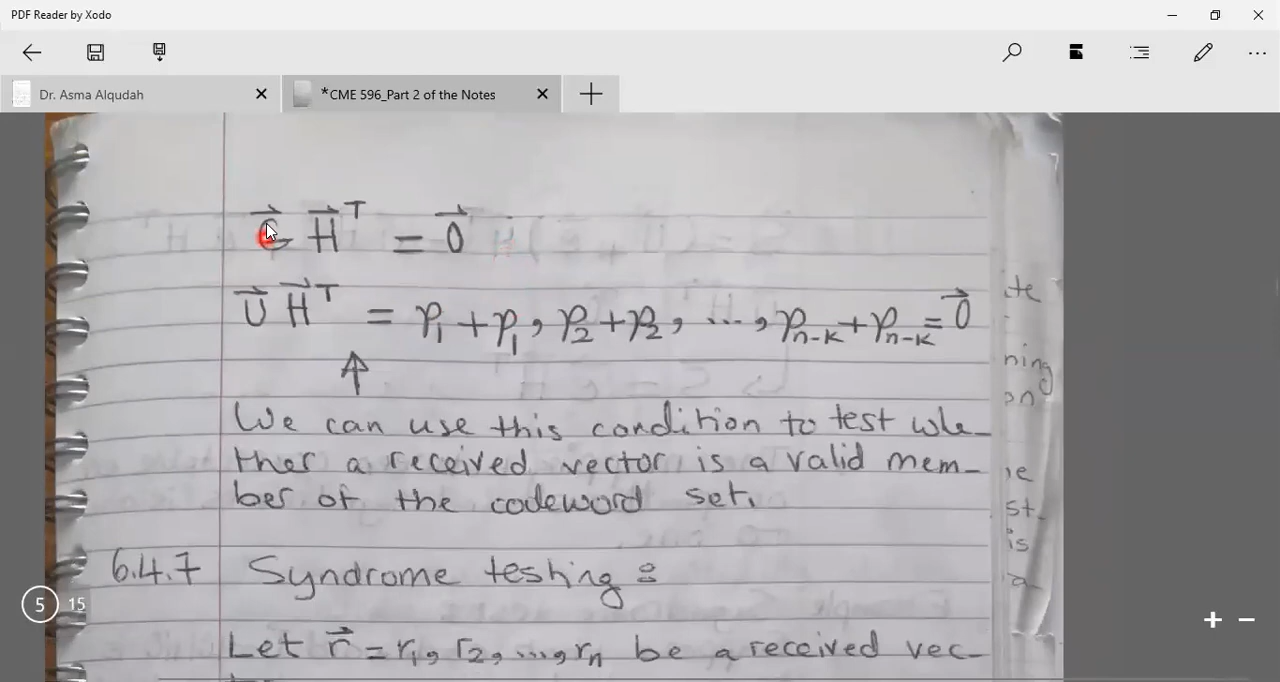 PDF Reader by Xodo
Dr. Asma Alqudah
*CME 596_Part 2 of the Notes
G H^T = 0
U H^T = p1 + p1, p2 + p2, ..., pn-k + pn-k = 0
We can use this condition to test whe-
ther a received vector is a valid mem-
ber of the codeword set.
6.4.7 Syndrome testing:
Let r = r1, r2, ..., rn be a received vec-
5 15